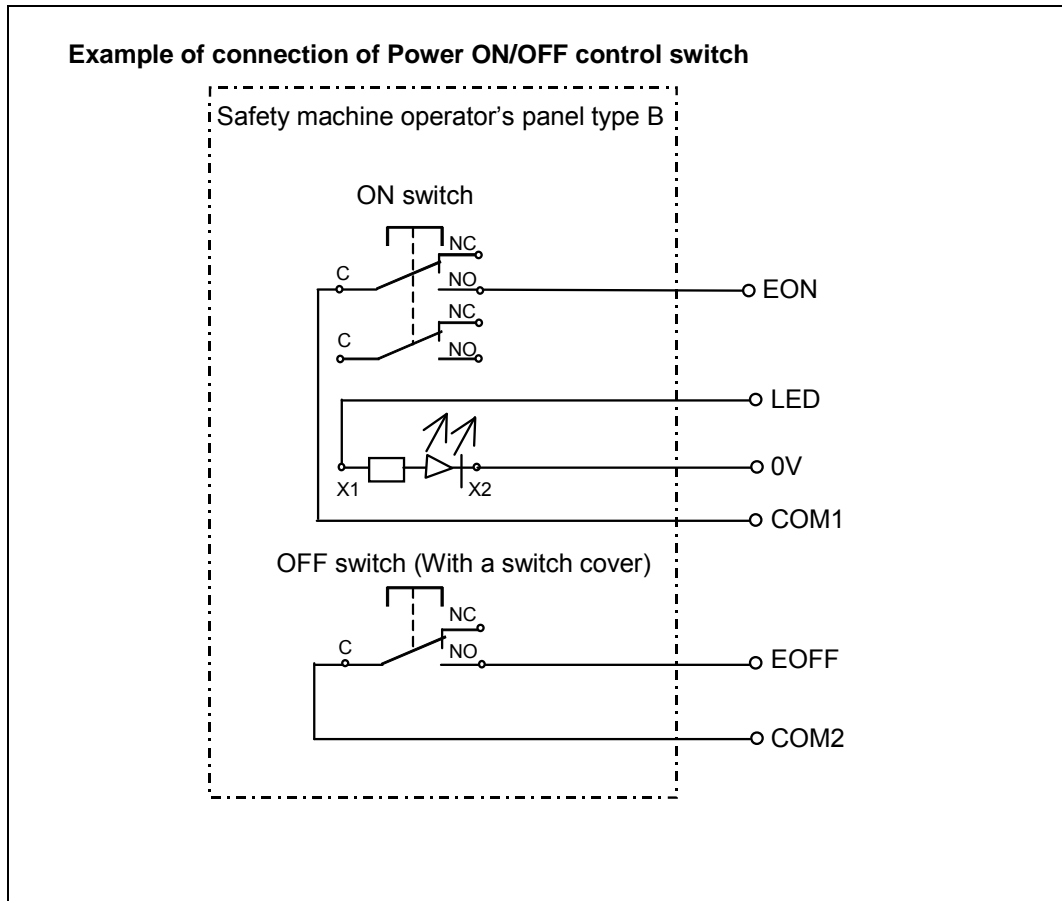 Example of connection of Power ON/OFF control switch
Safety machine operator's panel type B
ON switch
NC
C
NO
EON
NC
C
NO
LED
X1
X2
0V
COM1
OFF switch (With a switch cover)
NC
C
NO
EOFF
COM2